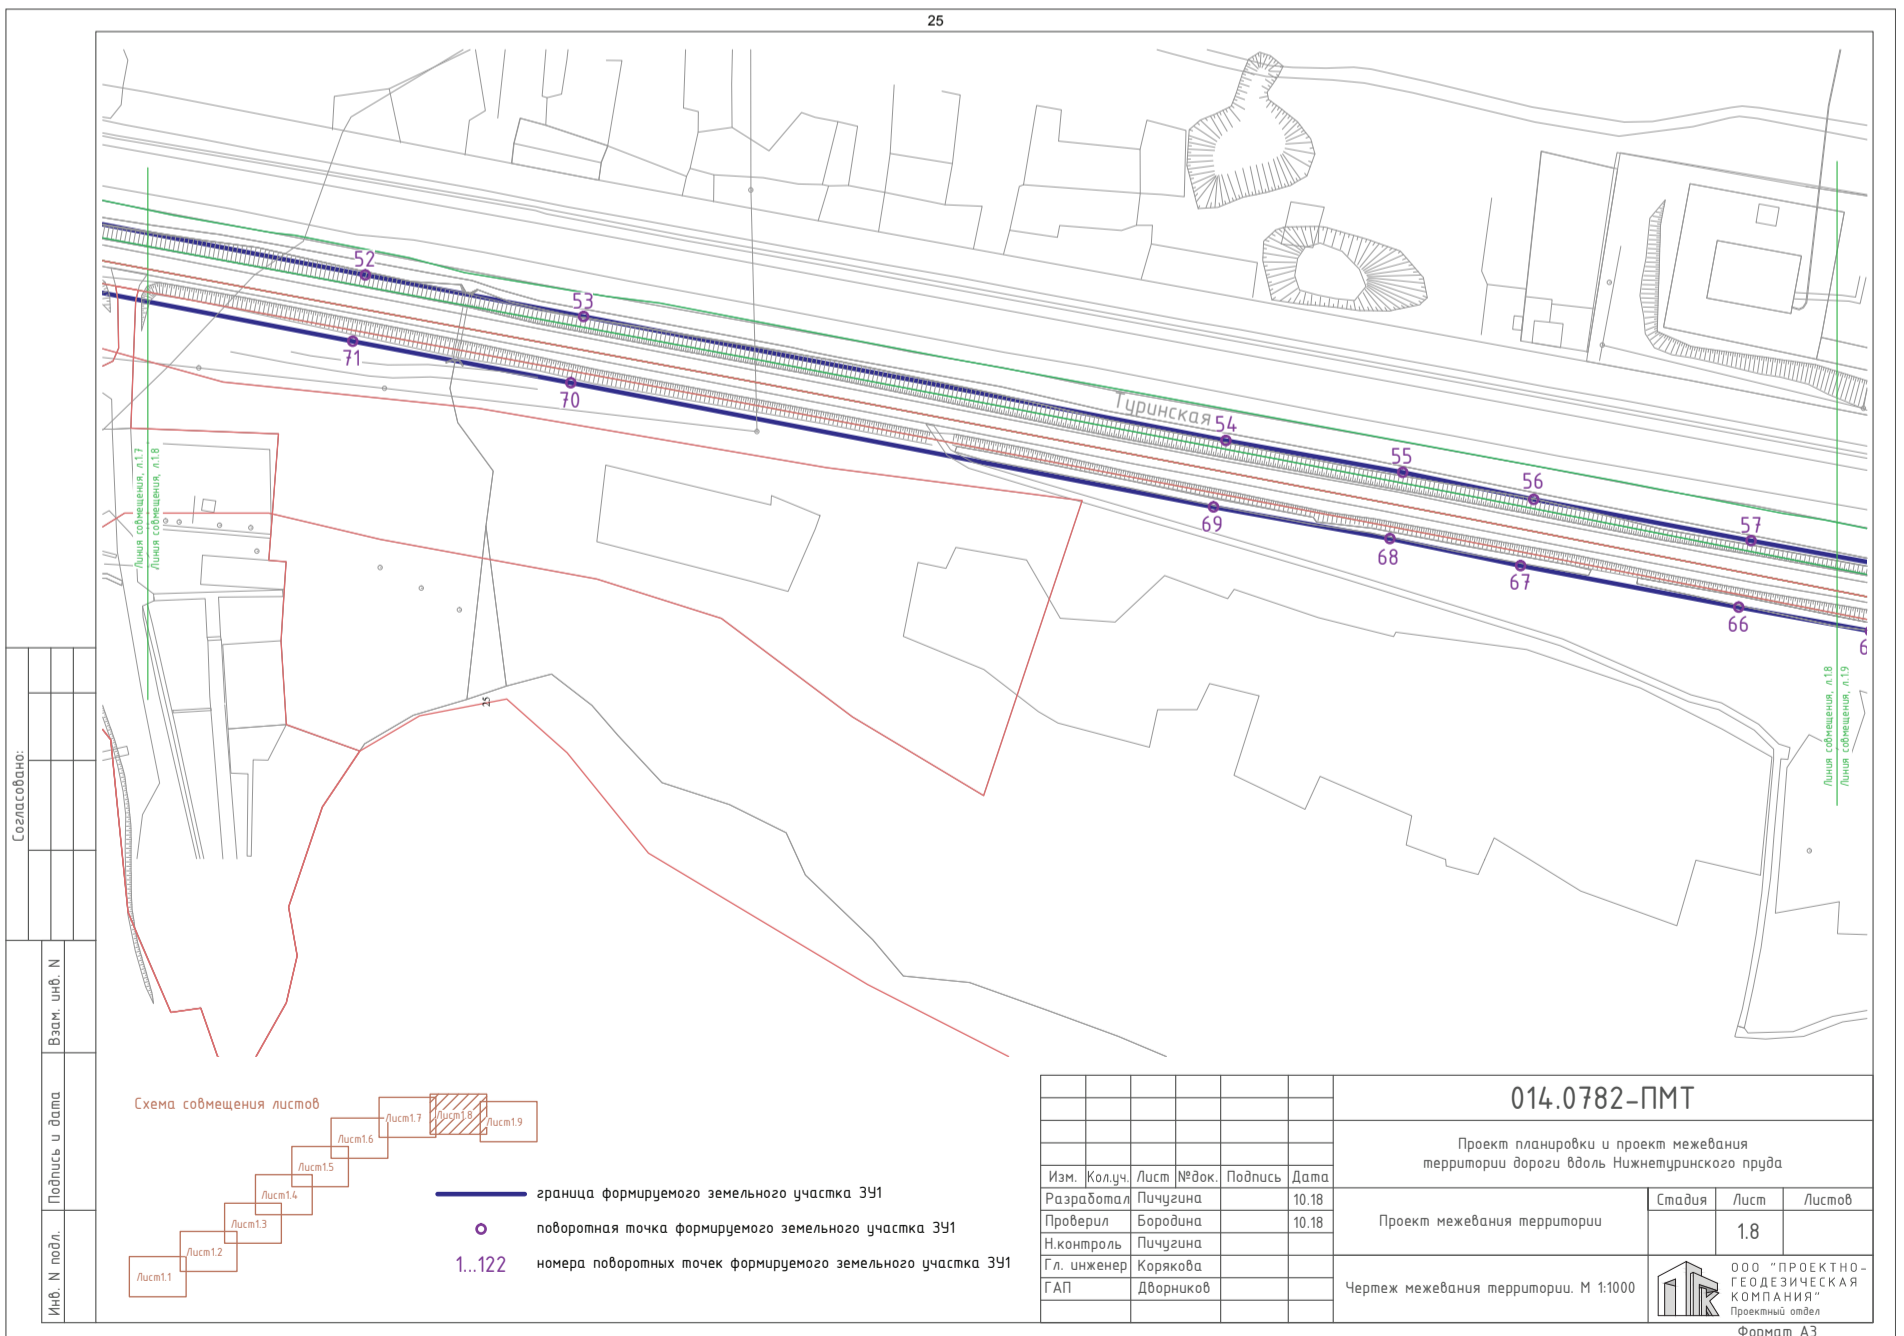 25
52
53
71
70
Туринская
54
55
56
57
69
68
67
66
6
Линия совмещения, л.1.7
Линия совмещения, л.1.8
25
Линия совмещения, л.1.8
Линия совмещения, л.1.9
Согласовано:
Взам. инв. N
Подпись и дата
Инв. N подл.
Схема совмещения листов
Лист1.1
Лист1.2
Лист1.3
Лист1.4
Лист1.5
Лист1.6
Лист1.7
Лист1.8
Лист1.9
граница формируемого земельного участка ЗУ1
поворотная точка формируемого земельного участка ЗУ1
1...122 номера поворотных точек формируемого земельного участка ЗУ1
014.0782-ПМТ
Проект планировки и проект межевания
территории дороги вдоль Нижнетуринского пруда
Изм. Кол.уч. Лист №док. Подпись Дата
Разработал Пичугина 10.18
Проверил Бородина 10.18
Н.контроль Пичугина
Гл. инженер Корякова
ГАП Дворников
Проект межевания территории
Стадия Лист Листов
1.8
Чертеж межевания территории. М 1:1000
ООО "ПРОЕКТНО-
ГЕОДЕЗИЧЕСКАЯ
КОМПАНИЯ"
Проектный отдел
Формат А3